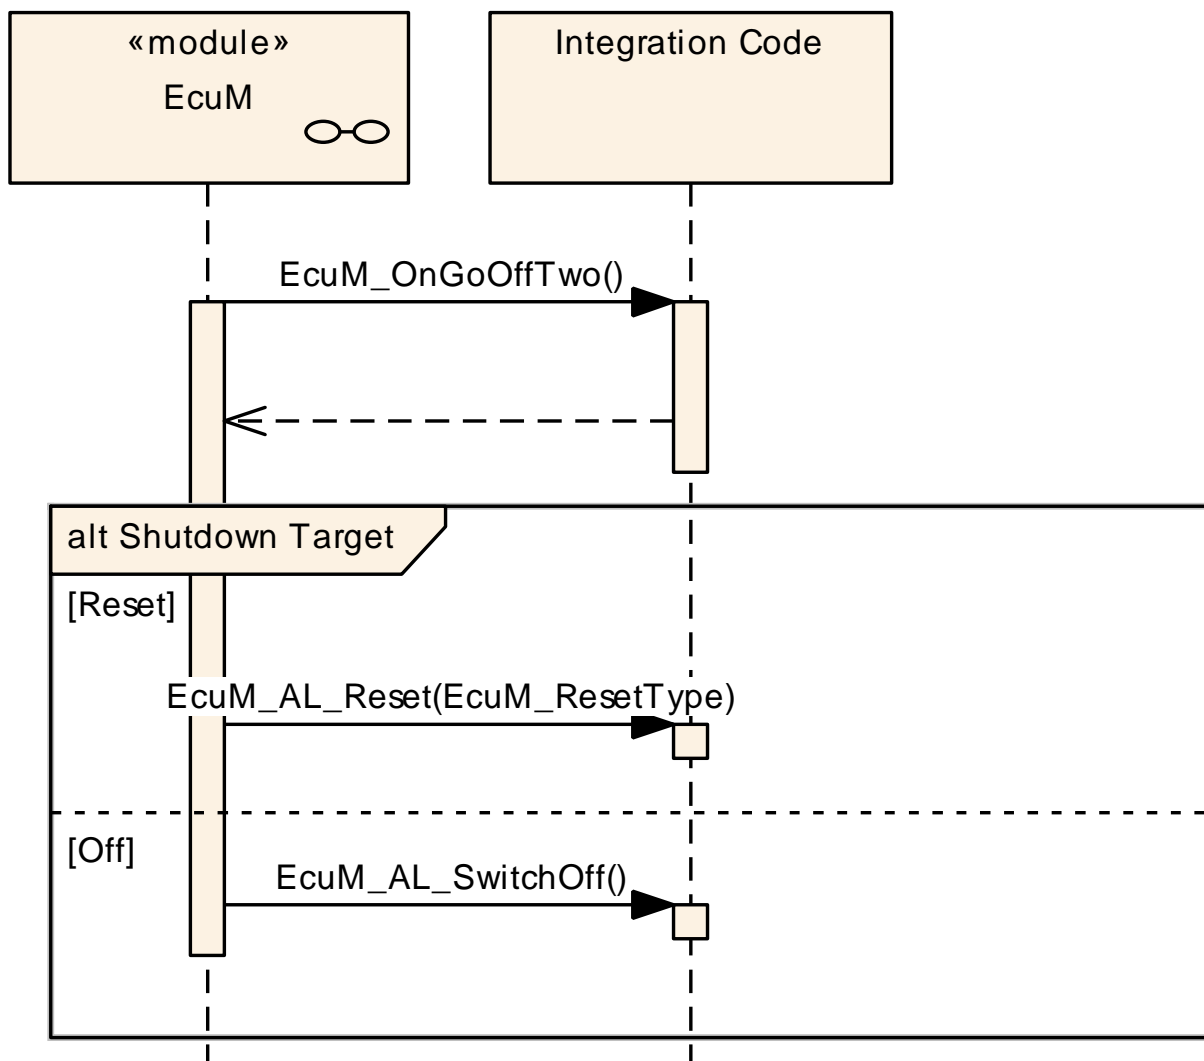 «module»
EcuM
Integration Code
EcuM_OnGoOffTwo()
alt Shutdown Target
[Reset]
EcuM_AL_Reset(EcuM_ResetType)
[Off]
EcuM_AL_SwitchOff()